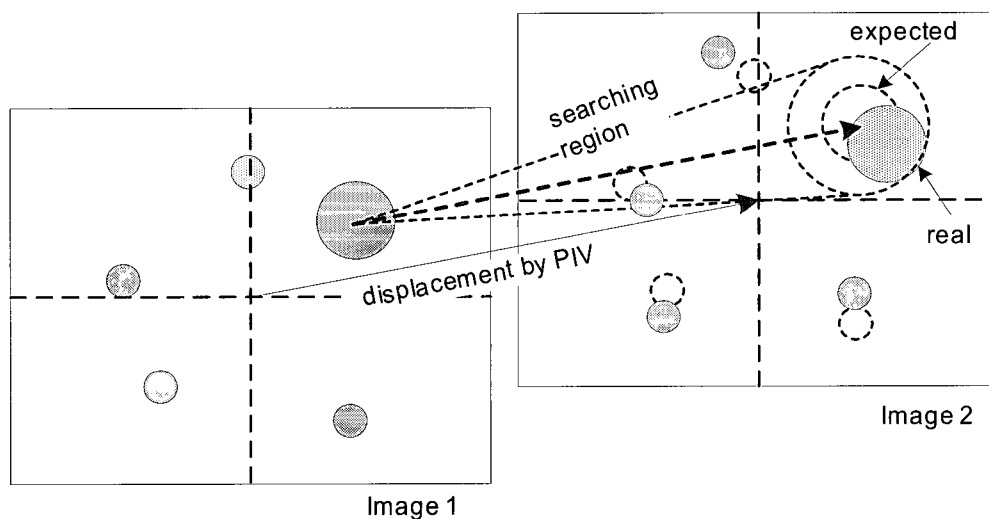 expected
searching
region
real
displacement by PIV
Image 2
Image 1